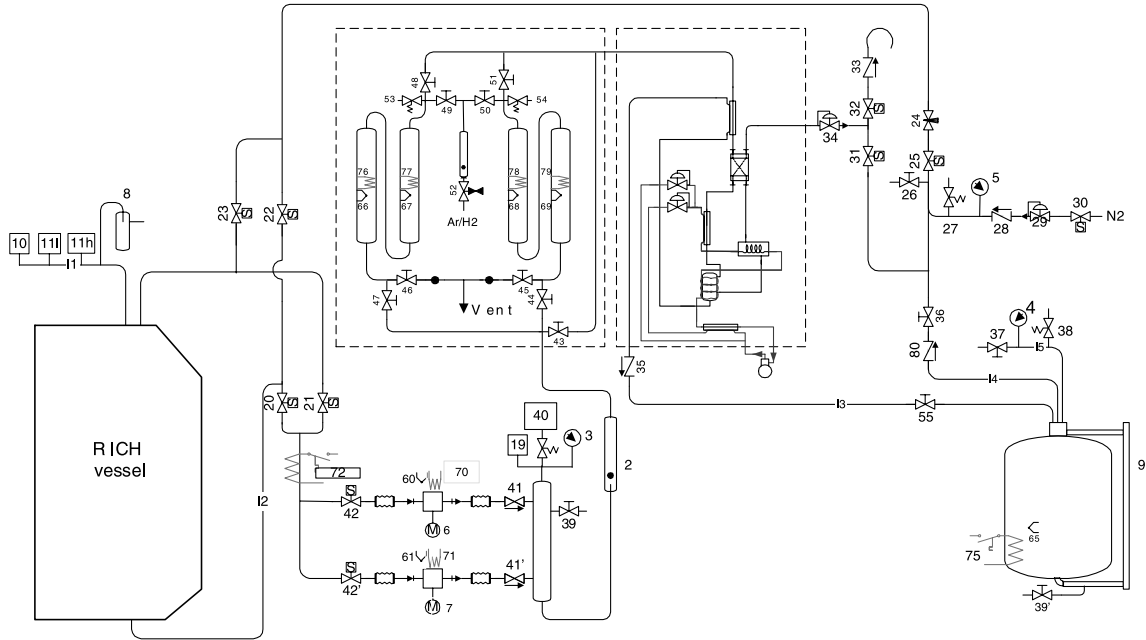 8
10
11l
11h
l1
RICH
vessel
l2
23
22
20
21
72
42
42'
60
70
6
M
61
71
7
M
41
41'
19
40
3
39
2
53
48
49
50
51
54
76
77
78
79
66
67
68
69
52
Ar/H2
46
45
47
44
43
Vent
35
34
33
32
31
24
25
26
27
5
28
29
30
N2
36
80
37
4
38
l5
l4
l3
55
9
65
75
39'
S
S
S
S
S
S
S
S
S
S